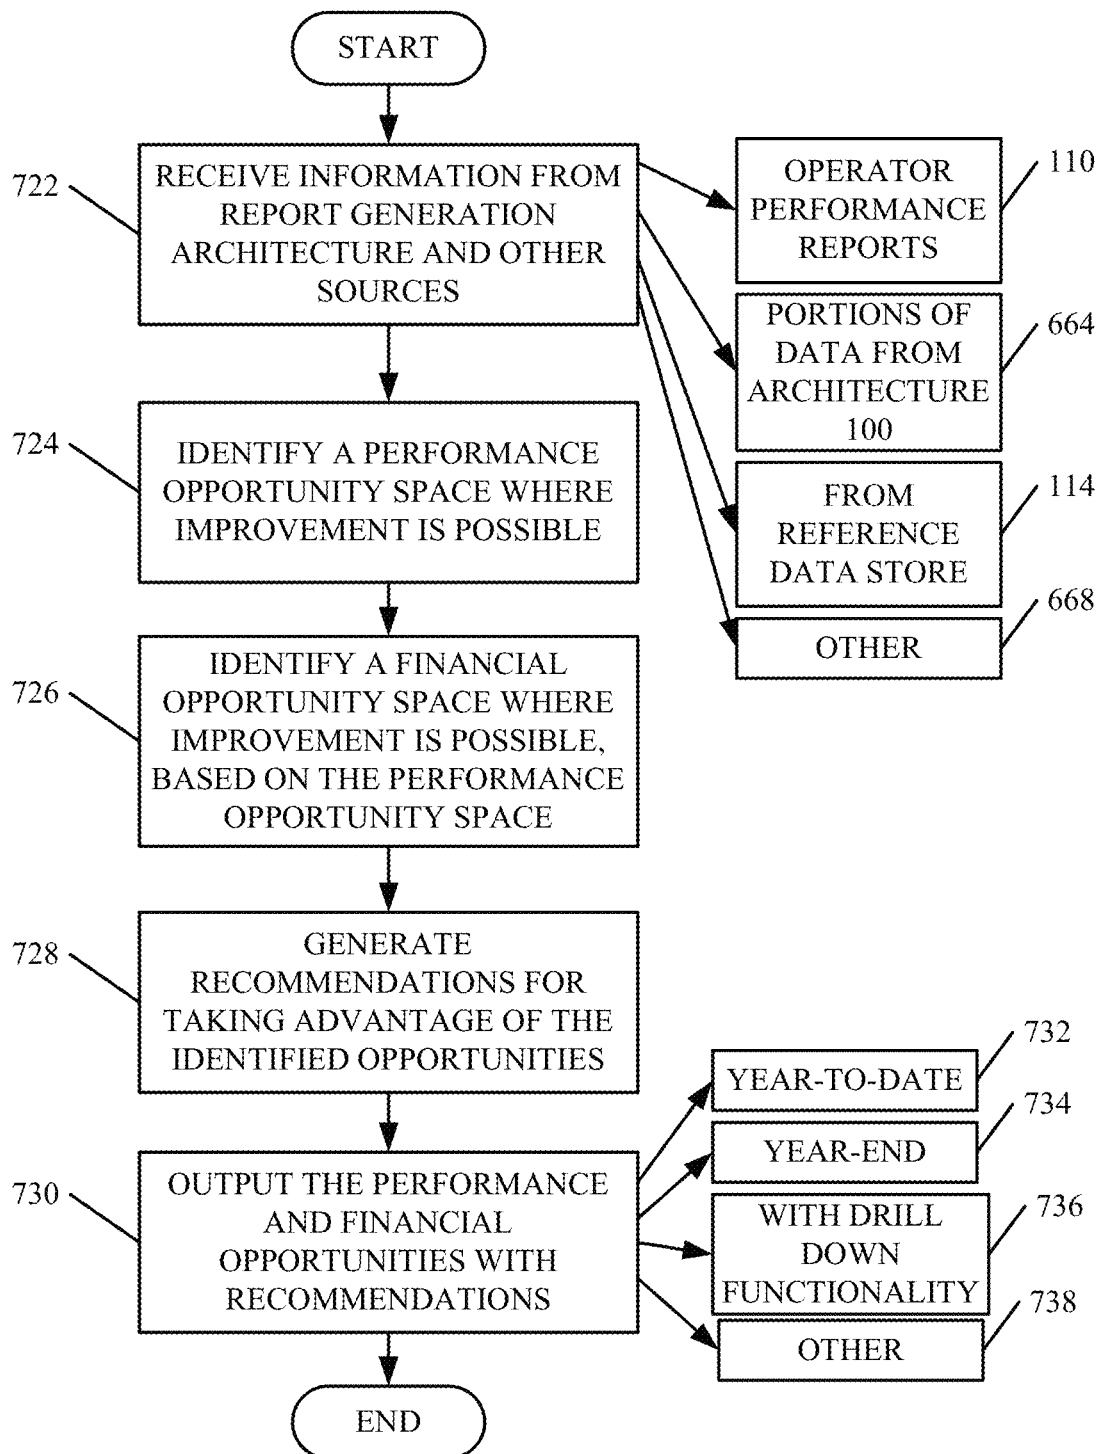 START
722
RECEIVE INFORMATION FROM
REPORT GENERATION
ARCHITECTURE AND OTHER
SOURCES
OPERATOR
PERFORMANCE
REPORTS
110
PORTIONS OF
DATA FROM
ARCHITECTURE
100
664
FROM
REFERENCE
DATA STORE
114
OTHER
668
724
IDENTIFY A PERFORMANCE
OPPORTUNITY SPACE WHERE
IMPROVEMENT IS POSSIBLE
726
IDENTIFY A FINANCIAL
OPPORTUNITY SPACE WHERE
IMPROVEMENT IS POSSIBLE,
BASED ON THE PERFORMANCE
OPPORTUNITY SPACE
728
GENERATE
RECOMMENDATIONS FOR
TAKING ADVANTAGE OF THE
IDENTIFIED OPPORTUNITIES
730
OUTPUT THE PERFORMANCE
AND FINANCIAL
OPPORTUNITIES WITH
RECOMMENDATIONS
YEAR-TO-DATE
732
YEAR-END
734
WITH DRILL
DOWN
FUNCTIONALITY
736
OTHER
738
END